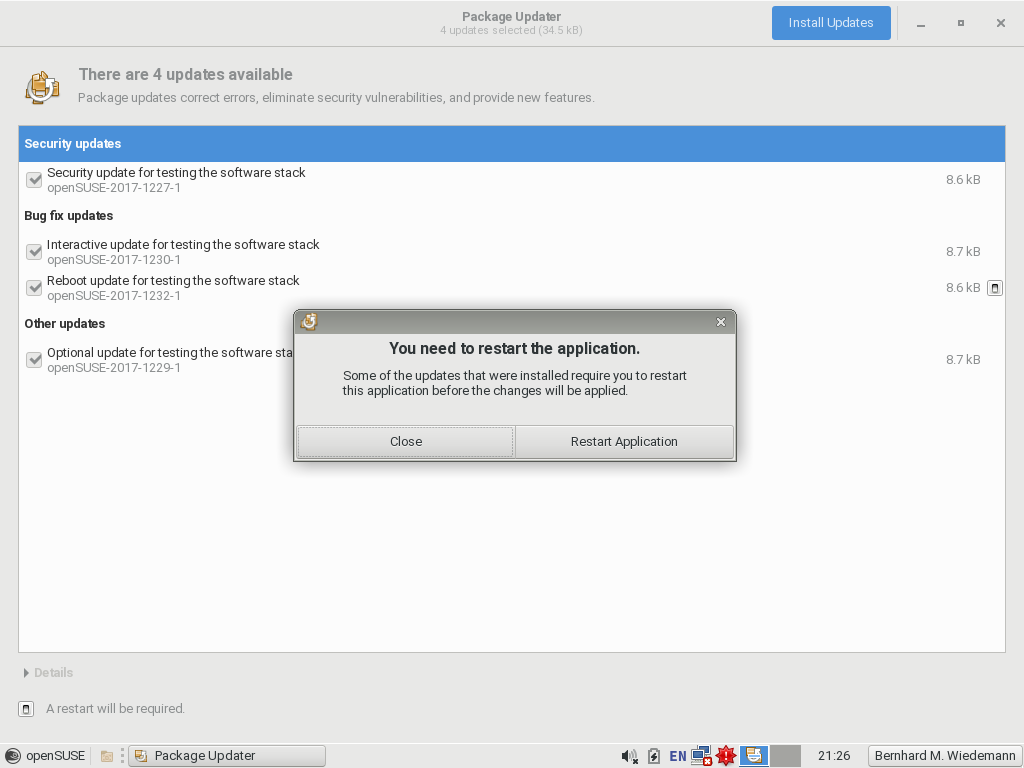 Package Updater
4 updates selected (34.5 kB)
Install Updates
There are 4 updates available
Package updates correct errors, eliminate security vulnerabilities, and provide new features.
Security updates
Security update for testing the software stack
openSUSE-2017-1227-1
8.6 kB
Bug fix updates
Interactive update for testing the software stack
openSUSE-2017-1230-1
8.7 kB
Reboot update for testing the software stack
openSUSE-2017-1232-1
8.6 kB
Other updates
Optional update for testing the software sta
openSUSE-2017-1229-1
8.7 kB
You need to restart the application.
Some of the updates that were installed require you to restart
this application before the changes will be applied.
Close
Restart Application
Details
A restart will be required.
openSUSE
Package Updater
EN
21:26
Bernhard M. Wiedemann